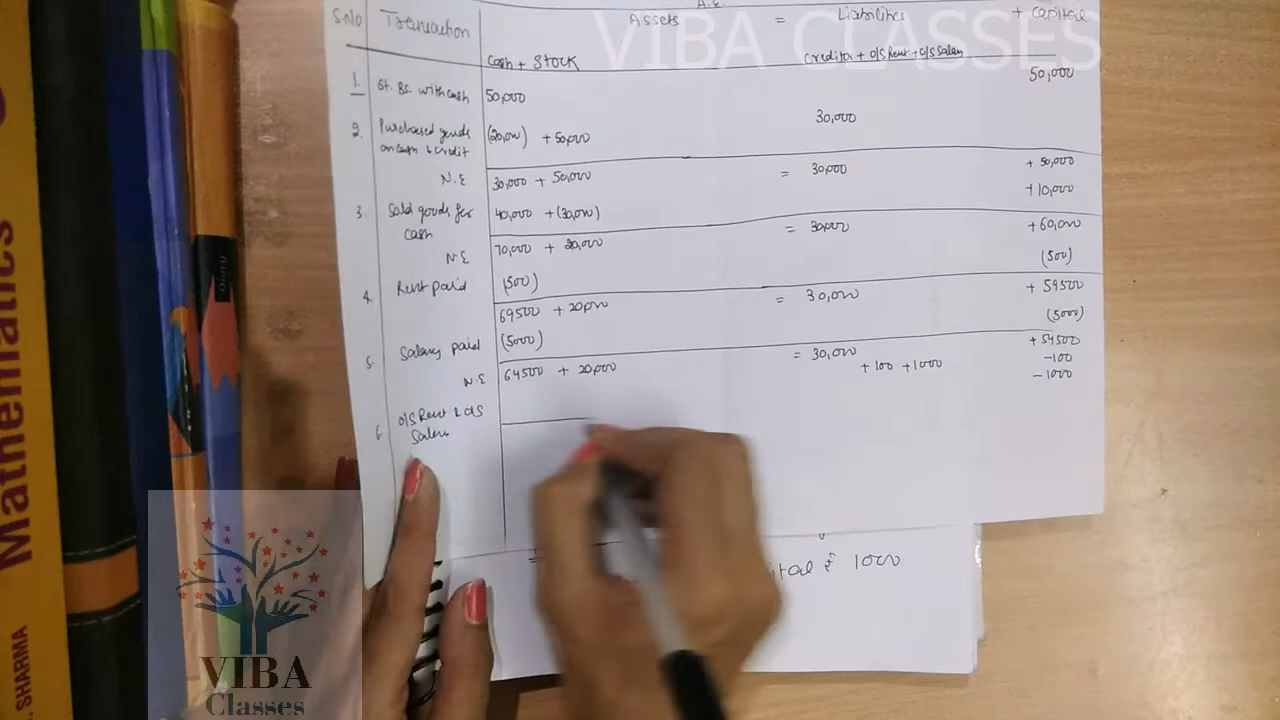 A.E.
S.No Transaction Assets = Liabilities + Capital
Cash + Stock creditor + o/s Rent + o/s Salary
1. St. Bs. with cash 50,000 50,000
2. Purchased goods (20,000) + 50,000 30,000
on cash & credit
N.E 30,000 + 50,000 = 30,000 + 50,000
3. Sold goods for 40,000 + (30,000) + 10,000
cash
N.E 70,000 + 20,000 = 30,000 + 60,000
4. Rent paid (500) (500)
69500 + 20,000 = 30,000 + 59500
5. Salary paid (5000) (5000)
N.E 64500 + 20,000 = 30,000 + 54500
+ 100 + 1000 -100
-1000
6. o/s Rent & o/s
Salary
₹ 1000
VIBA CLASSES
Mathematics
SHARMA
VIBA
Classes